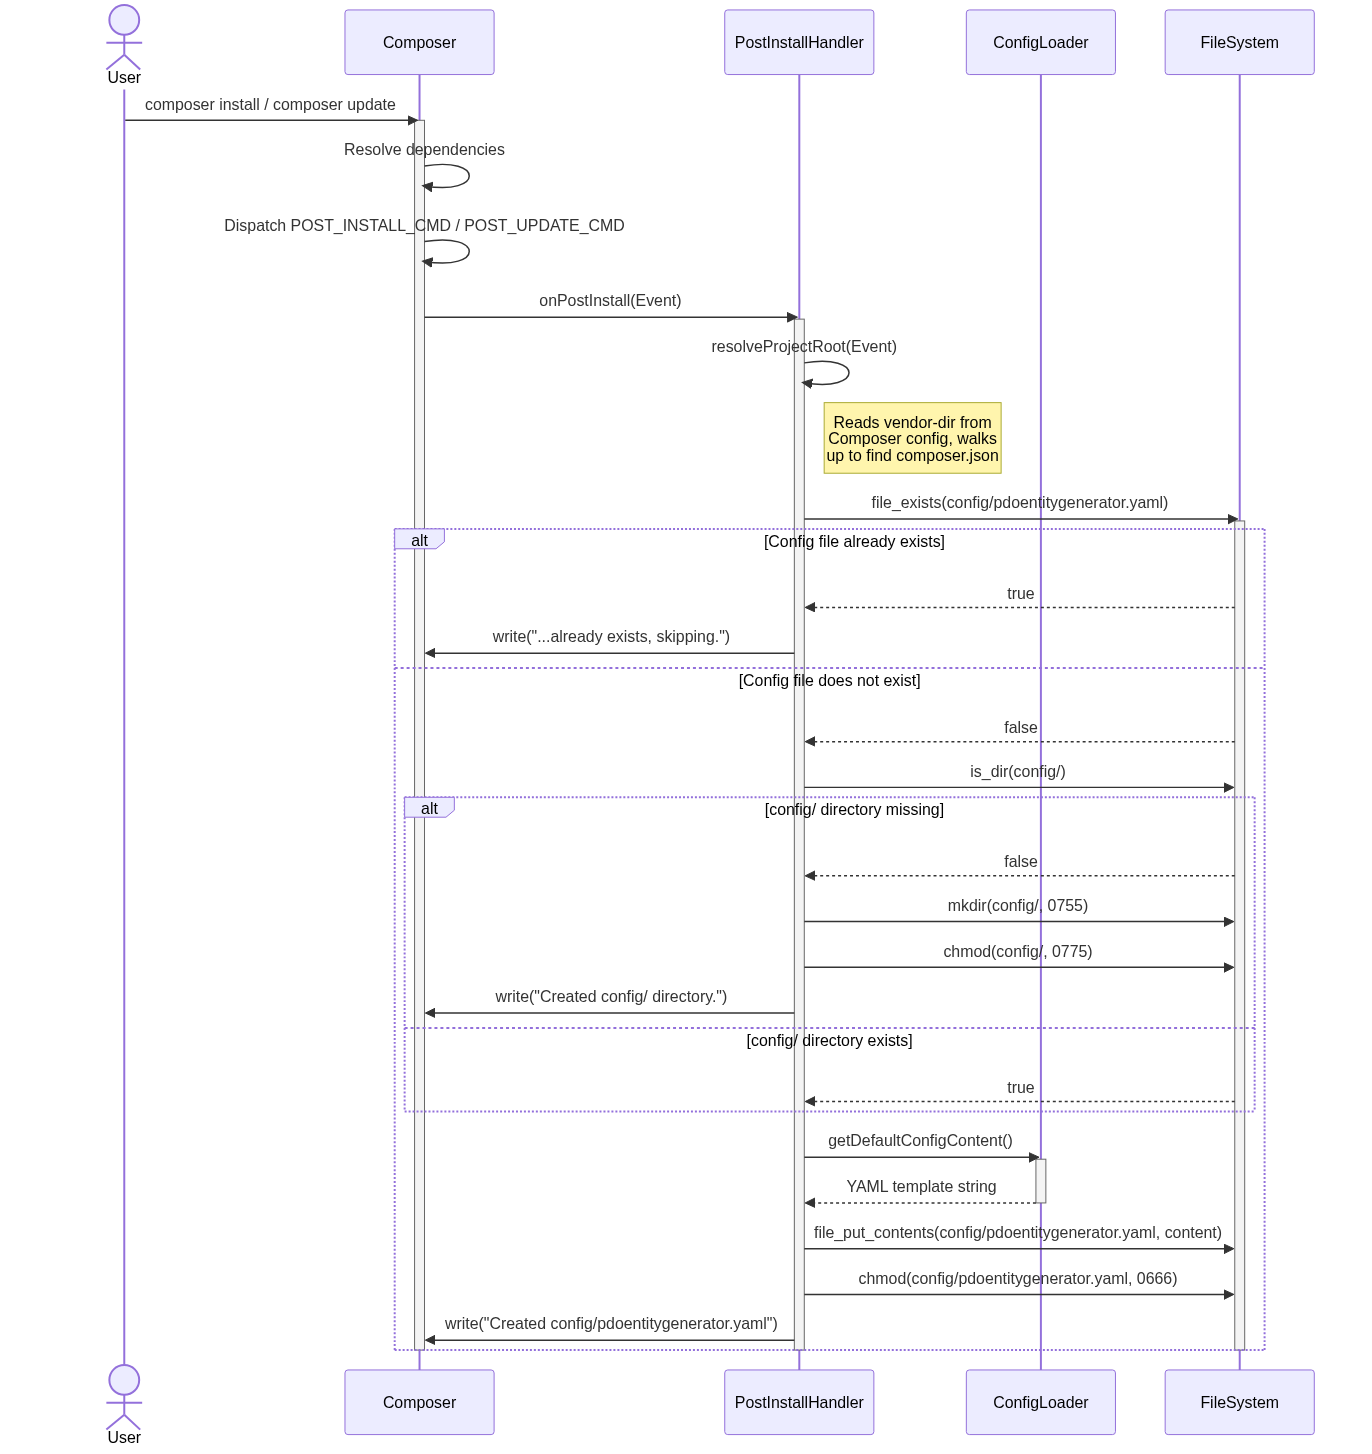 User
Composer
PostInstallHandler
ConfigLoader
FileSystem
composer install / composer update
Resolve dependencies
Dispatch POST_INSTALL_CMD / POST_UPDATE_CMD
onPostInstall(Event)
resolveProjectRoot(Event)
Reads vendor-dir from
Composer config, walks
up to find composer.json
file_exists(config/pdoentitygenerator.yaml)
alt
[Config file already exists]
true
write("...already exists, skipping.")
[Config file does not exist]
false
is_dir(config/)
alt
[config/ directory missing]
false
mkdir(config/, 0755)
chmod(config/, 0775)
write("Created config/ directory.")
[config/ directory exists]
true
getDefaultConfigContent()
YAML template string
file_put_contents(config/pdoentitygenerator.yaml, content)
chmod(config/pdoentitygenerator.yaml, 0666)
write("Created config/pdoentitygenerator.yaml")
User
Composer
PostInstallHandler
ConfigLoader
FileSystem